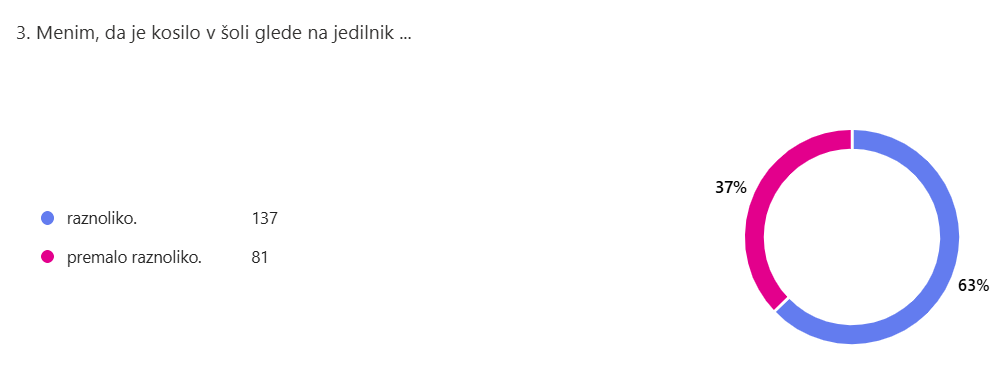 3. Menim, da je kosilo v šoli glede na jedilnik ...
37%
raznoliko. 137
premalo raznoliko. 81
63%